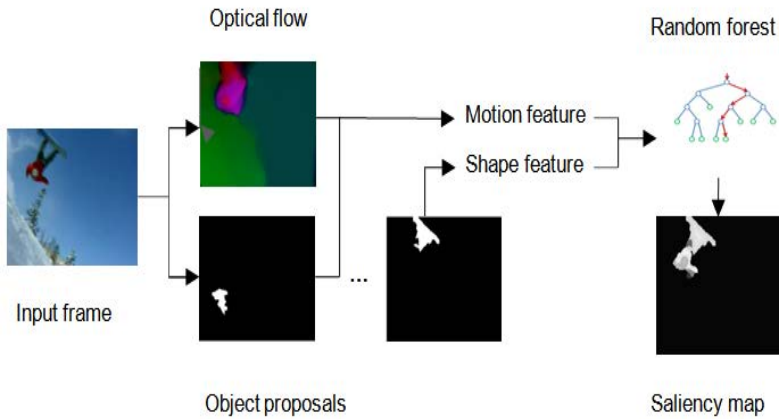 Optical flow
Random forest
Motion feature
Shape feature
...
Input frame
Object proposals
Saliency map